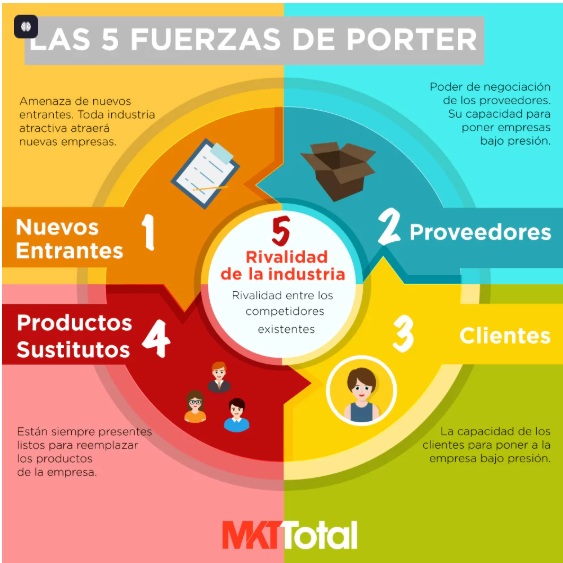 LAS 5 FUERZAS DE PORTER
Amenaza de nuevos
entrantes. Toda industria
atractiva atraerá
nuevas empresas.
Poder de negociación
de los proveedores.
Su capacidad para
poner empresas
bajo presión.
Nuevos
Entrantes
1
2
Proveedores
5
Rivalidad
de la industria
Rivalidad entre los
competidores
existentes
Productos
Sustitutos
4
3
Clientes
Están siempre presentes
listos para reemplazar
los productos
de la empresa.
La capacidad de los
clientes para poner a la
empresa bajo presión.
MKTTotal